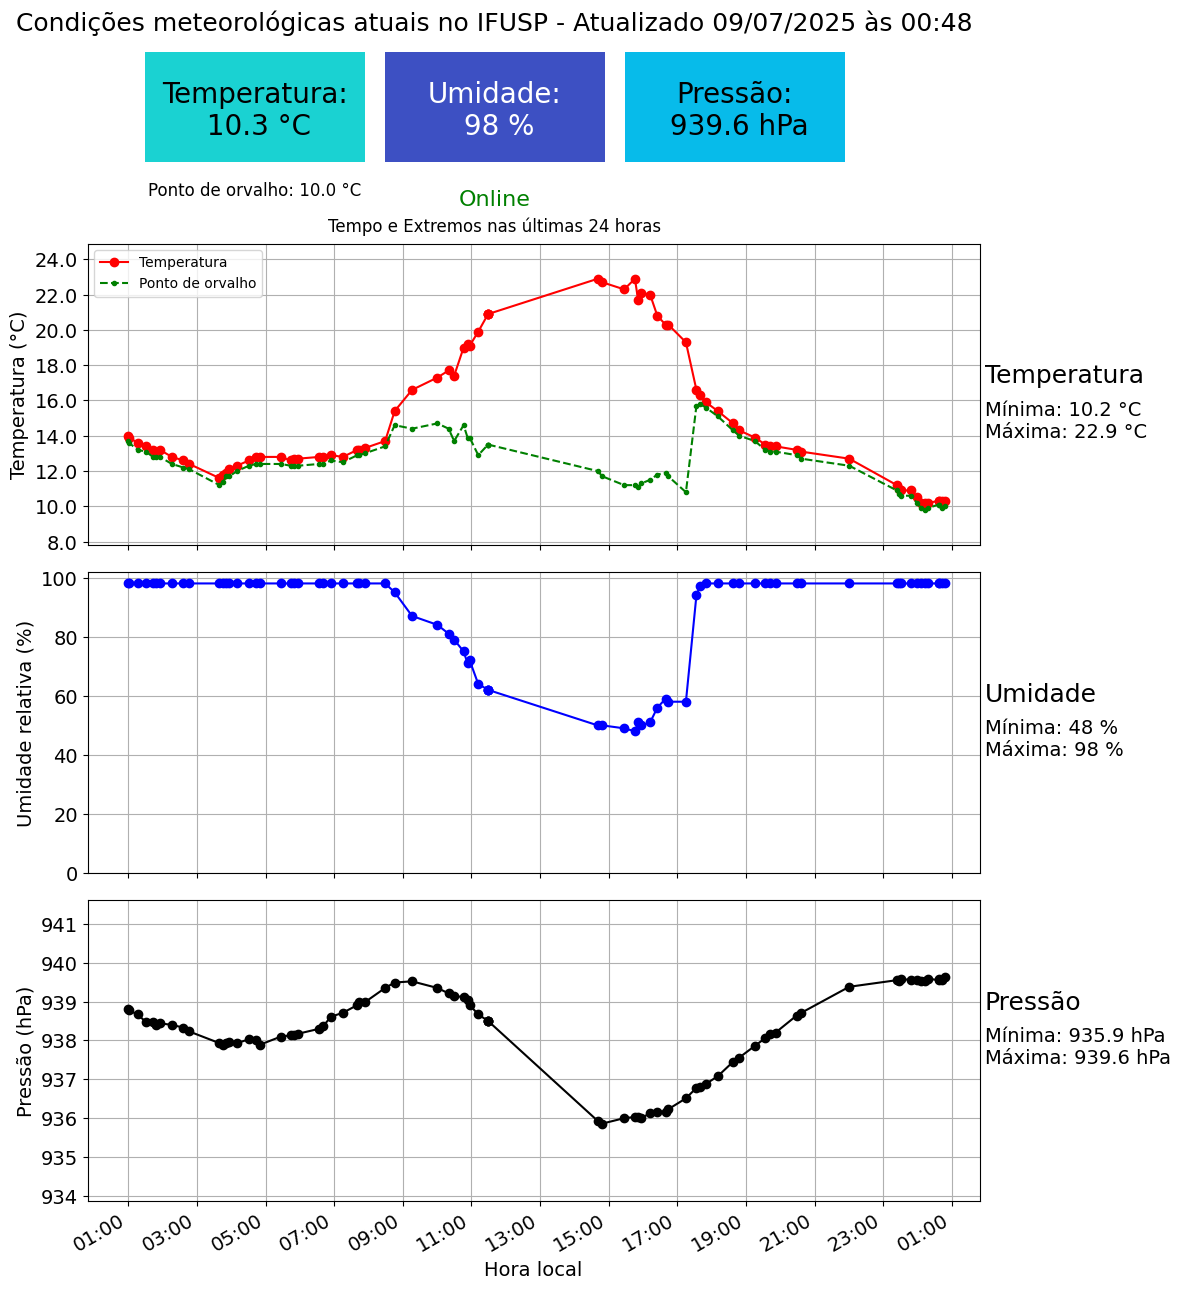 Condições meteorológicas atuais no IFUSP - Atualizado 09/07/2025 às 00:48
Temperatura:
10.3 °C
Umidade:
98 %
Pressão:
939.6 hPa
Ponto de orvalho: 10.0 °C
Online
Tempo e Extremos nas últimas 24 horas
Temperatura
Ponto de orvalho
Temperatura (°C)
24.0
22.0
20.0
18.0
16.0
14.0
12.0
10.0
8.0
Temperatura
Mínima: 10.2 °C
Máxima: 22.9 °C
Umidade relativa (%)
100
80
60
40
20
0
Umidade
Mínima: 48 %
Máxima: 98 %
Pressão (hPa)
941
940
939
938
937
936
935
934
Pressão
Mínima: 935.9 hPa
Máxima: 939.6 hPa
01:00 03:00 05:00 07:00 09:00 11:00 13:00 15:00 17:00 19:00 21:00 23:00 01:00
Hora local